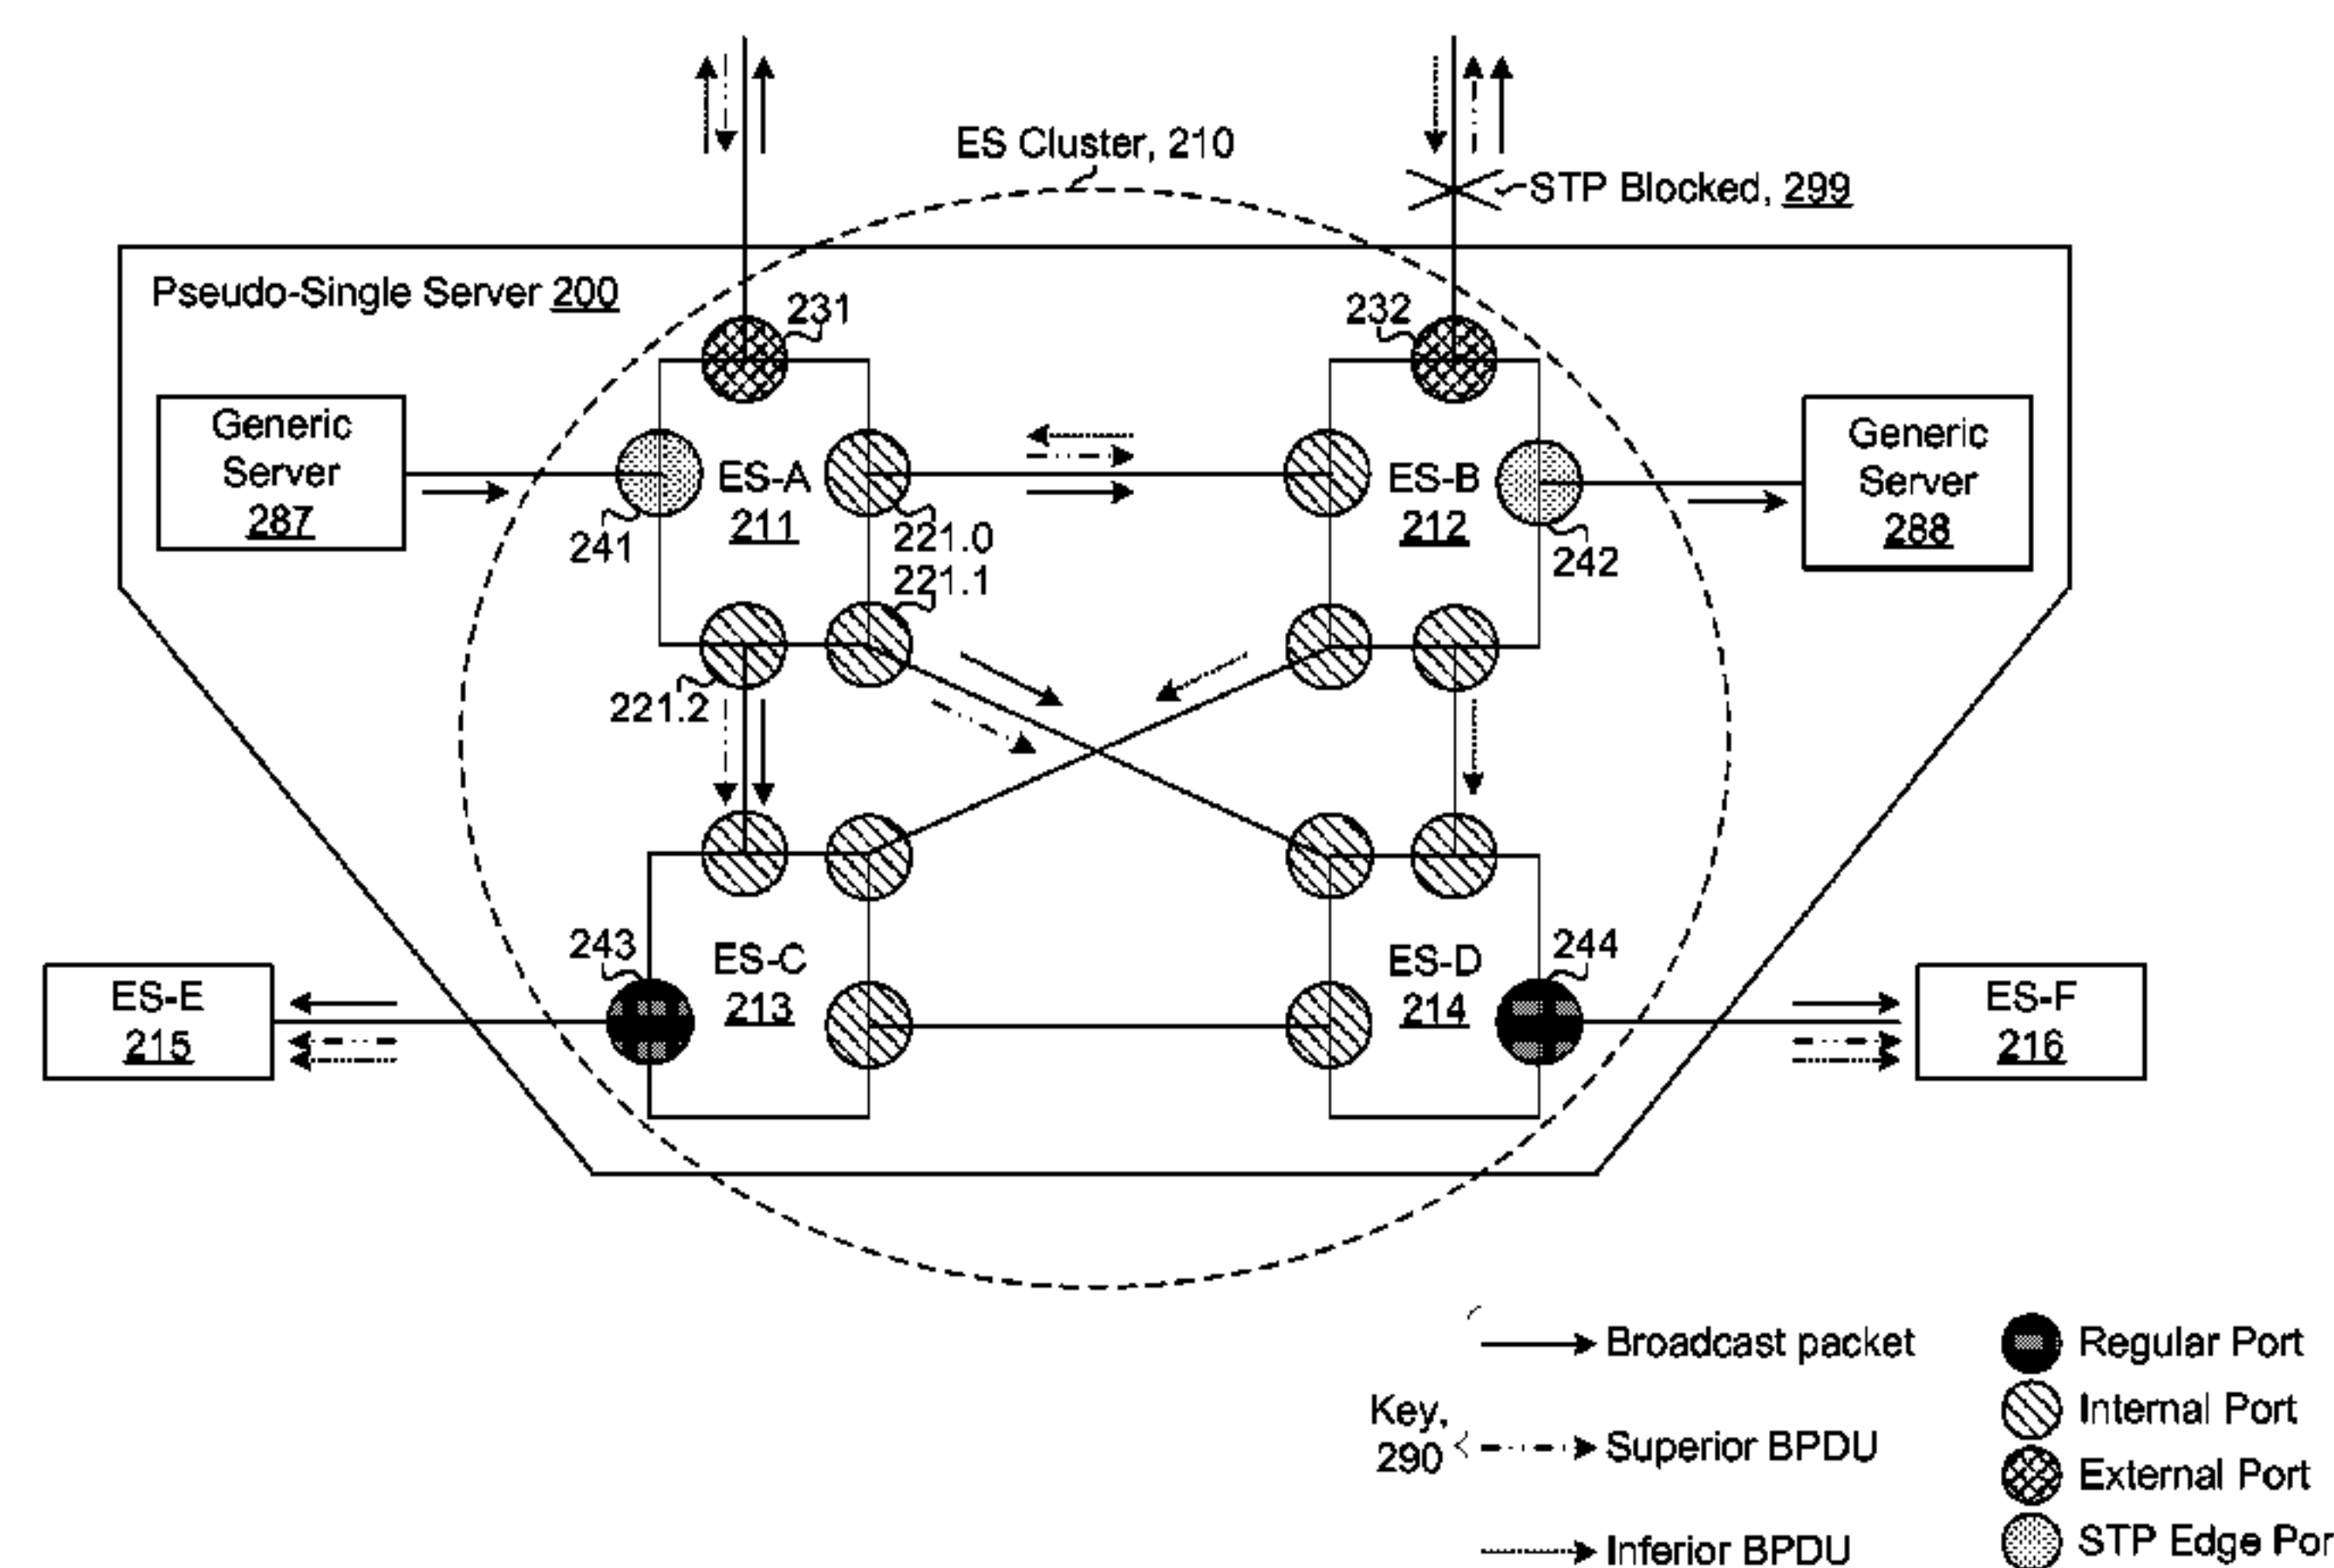 ES Cluster, 210
STP Blocked, 299
Pseudo-Single Server 200
231
232
Generic
Server
287
241
ES-A
211
221.0
221.1
221.2
ES-B
212
242
Generic
Server
288
243
ES-C
213
ES-D
214
244
ES-E
215
ES-F
216
Key,
290
Broadcast packet
Superior BPDU
Inferior BPDU
Regular Port
Internal Port
External Port
STP Edge Por